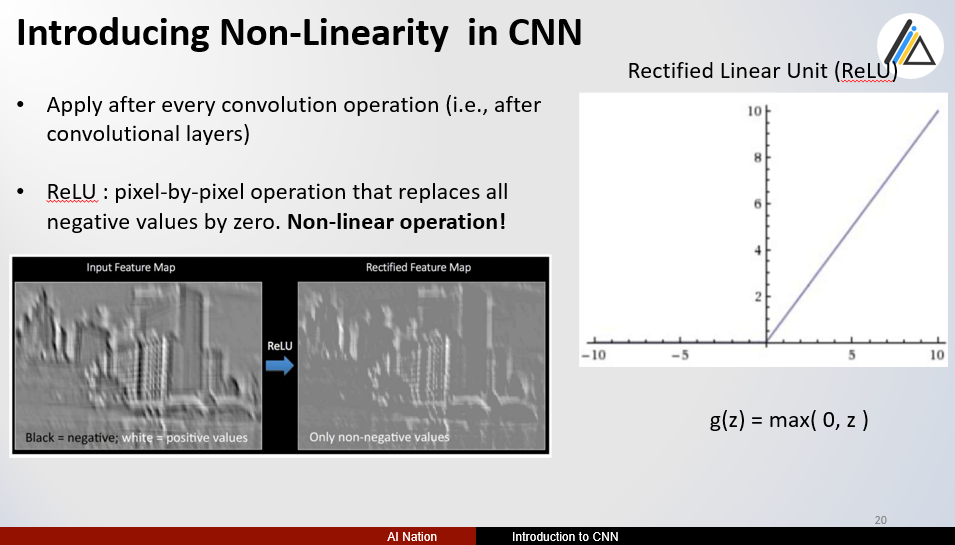 Introducing Non-Linearity in CNN
Rectified Linear Unit (ReLU)
• Apply after every convolution operation (i.e., after
convolutional layers)
• ReLU : pixel-by-pixel operation that replaces all
negative values by zero. Non-linear operation!
Input Feature Map
Rectified Feature Map
ReLU
Black = negative; white = positive values
Only non-negative values
10
8
6
4
2
−10
−5
5
10
g(z) = max( 0, z )
20
AI Nation
Introduction to CNN